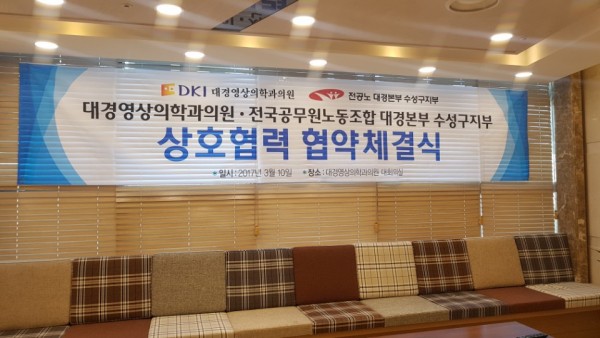 DKI 대경영상의학과의원 전공노 대경본부 수성구지부
대경영상의학과의원 · 전국공무원노동조합 대경본부 수성구지부
상호협력 협약체결식
• 일시 : 2017년 3월 10일 • 장소 : 대경영상의학과의원 대회의실